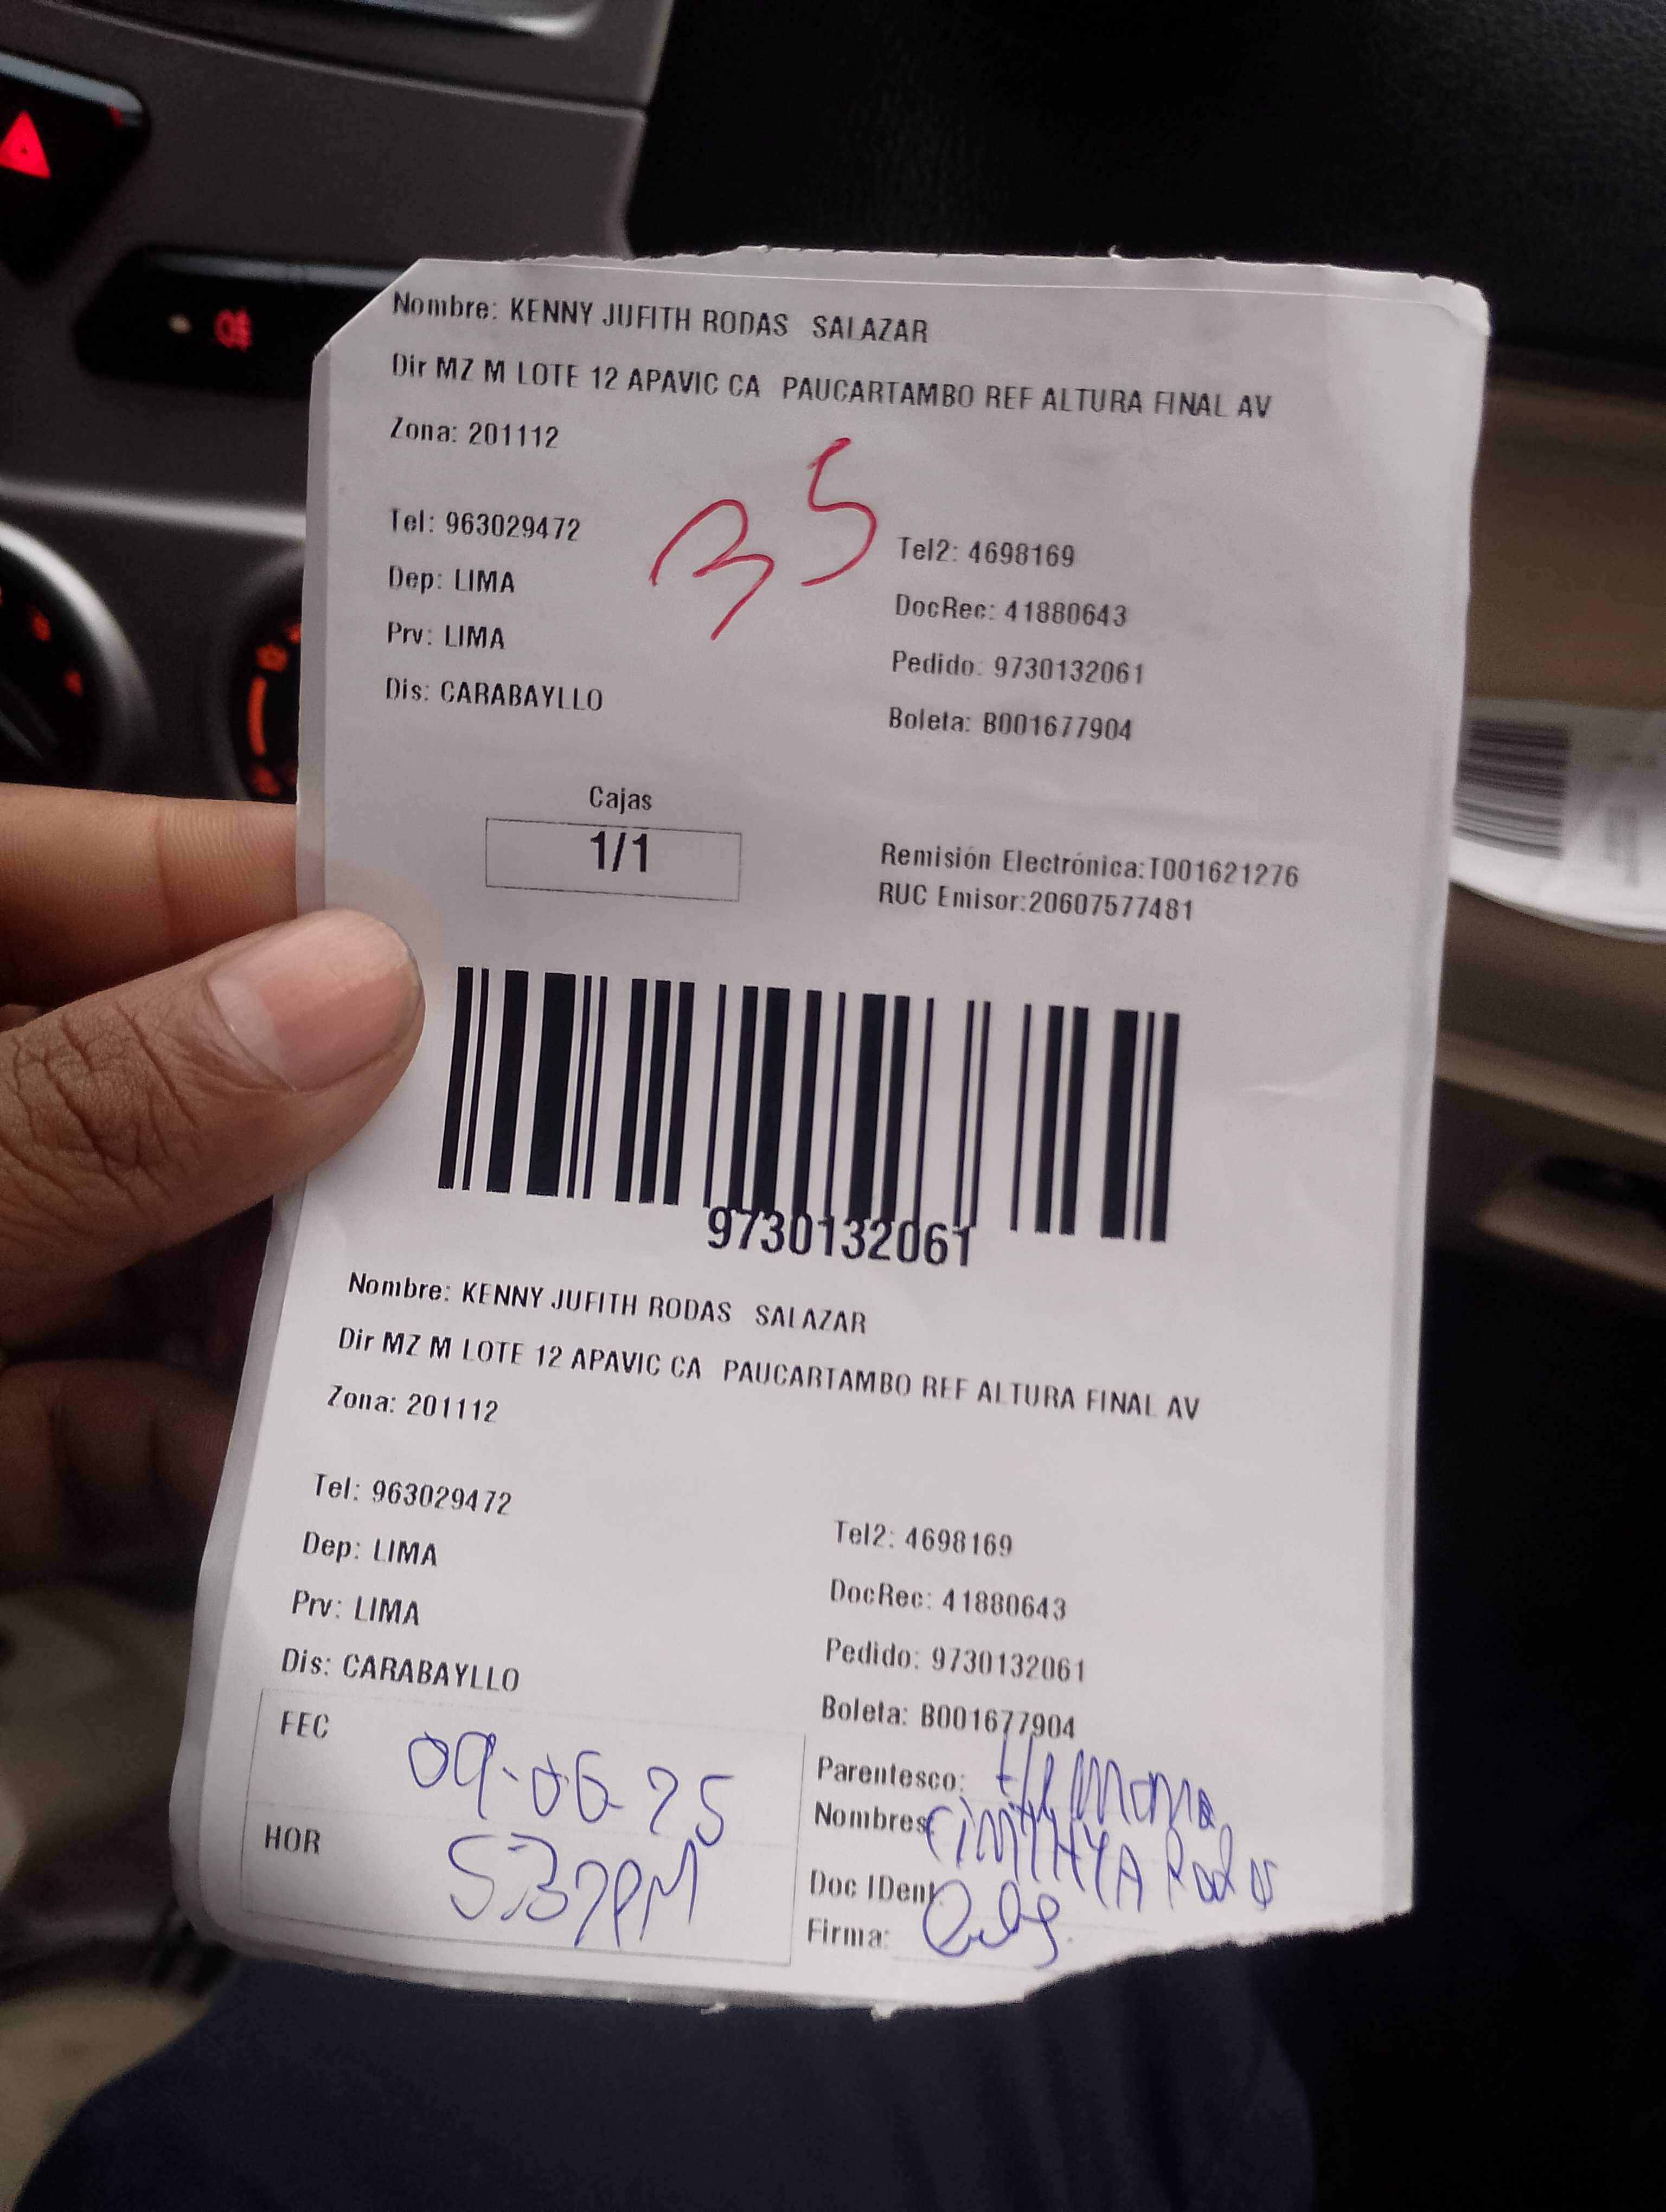 Nombre: KENNY JUFITH RODAS SALAZAR
Dir MZ M LOTE 12 APAVIC CA PAUCARTAMBO REF ALTURA FINAL AV
Zona: 201112
35
Tel: 963029472
Tel2: 4698169
Dep: LIMA
DocRec: 41880643
Prv: LIMA
Pedido: 9730132061
Dis: CARABAYLLO
Boleta: B001677904
Cajas
1/1
Remisión Electrónica:T001621276
RUC Emisor:20607577481
9730132061
Nombre: KENNY JUFITH RODAS SALAZAR
Dir MZ M LOTE 12 APAVIC CA PAUCARTAMBO REF ALTURA FINAL AV
Zona: 201112
Tel: 963029472
Tel2: 4698169
Dep: LIMA
DocRec: 41880643
Prv: LIMA
Pedido: 9730132061
Dis: CARABAYLLO
Boleta: B001677904
FEC 09-06-25
Parentesco: Hermana
Nombres: Rodas
HOR 5:37PM
Doc IDent
Firma: